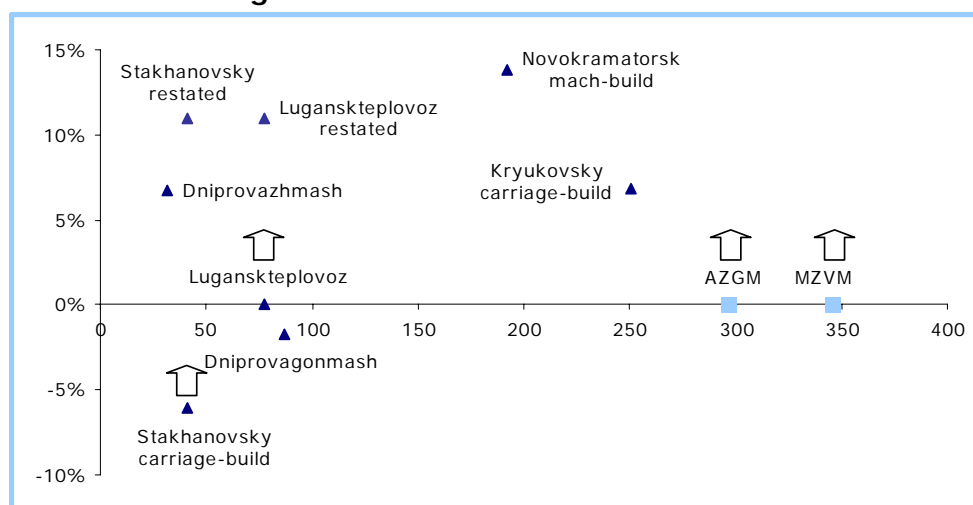 15%
Novokramatorsk
mach-build
Stakhanovsky
restated
Luganskteplovoz
restated
10%
Kryukovsky
carriage-build
Dniprovazhmash
5%
Luganskteplovoz
AZGM
MZVM
0%
0
50
100
150
200
250
300
350
400
Dniprovagonmash
-5%
Stakhanovsky
carriage-build
-10%